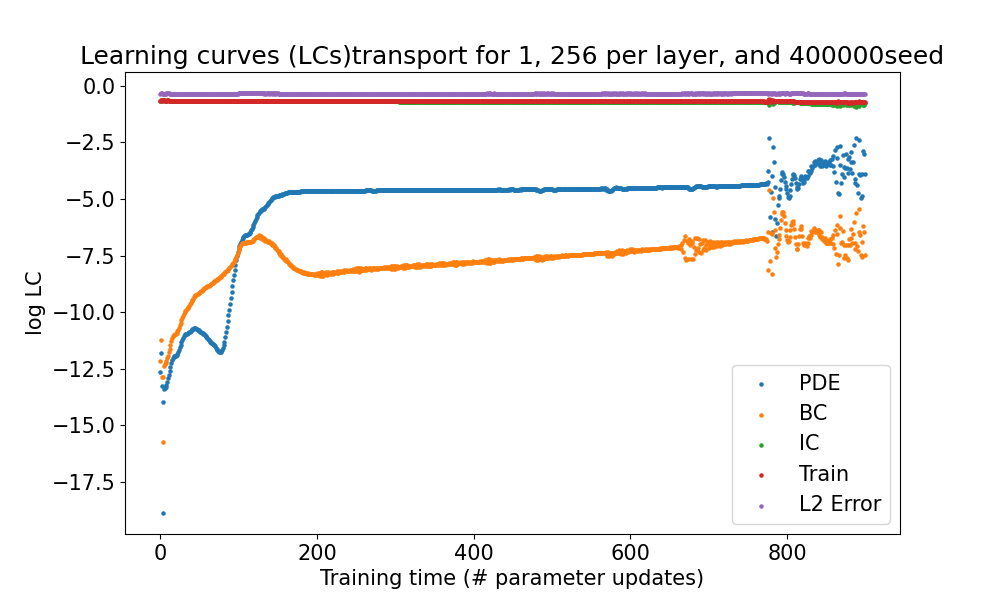 Learning curves (LCs)transport for 1, 256 per layer, and 400000seed
0.0
−2.5
−5.0
−7.5
−10.0
−12.5
−15.0
−17.5
log LC
0 200 400 600 800
Training time (# parameter updates)
PDE
BC
IC
Train
L2 Error